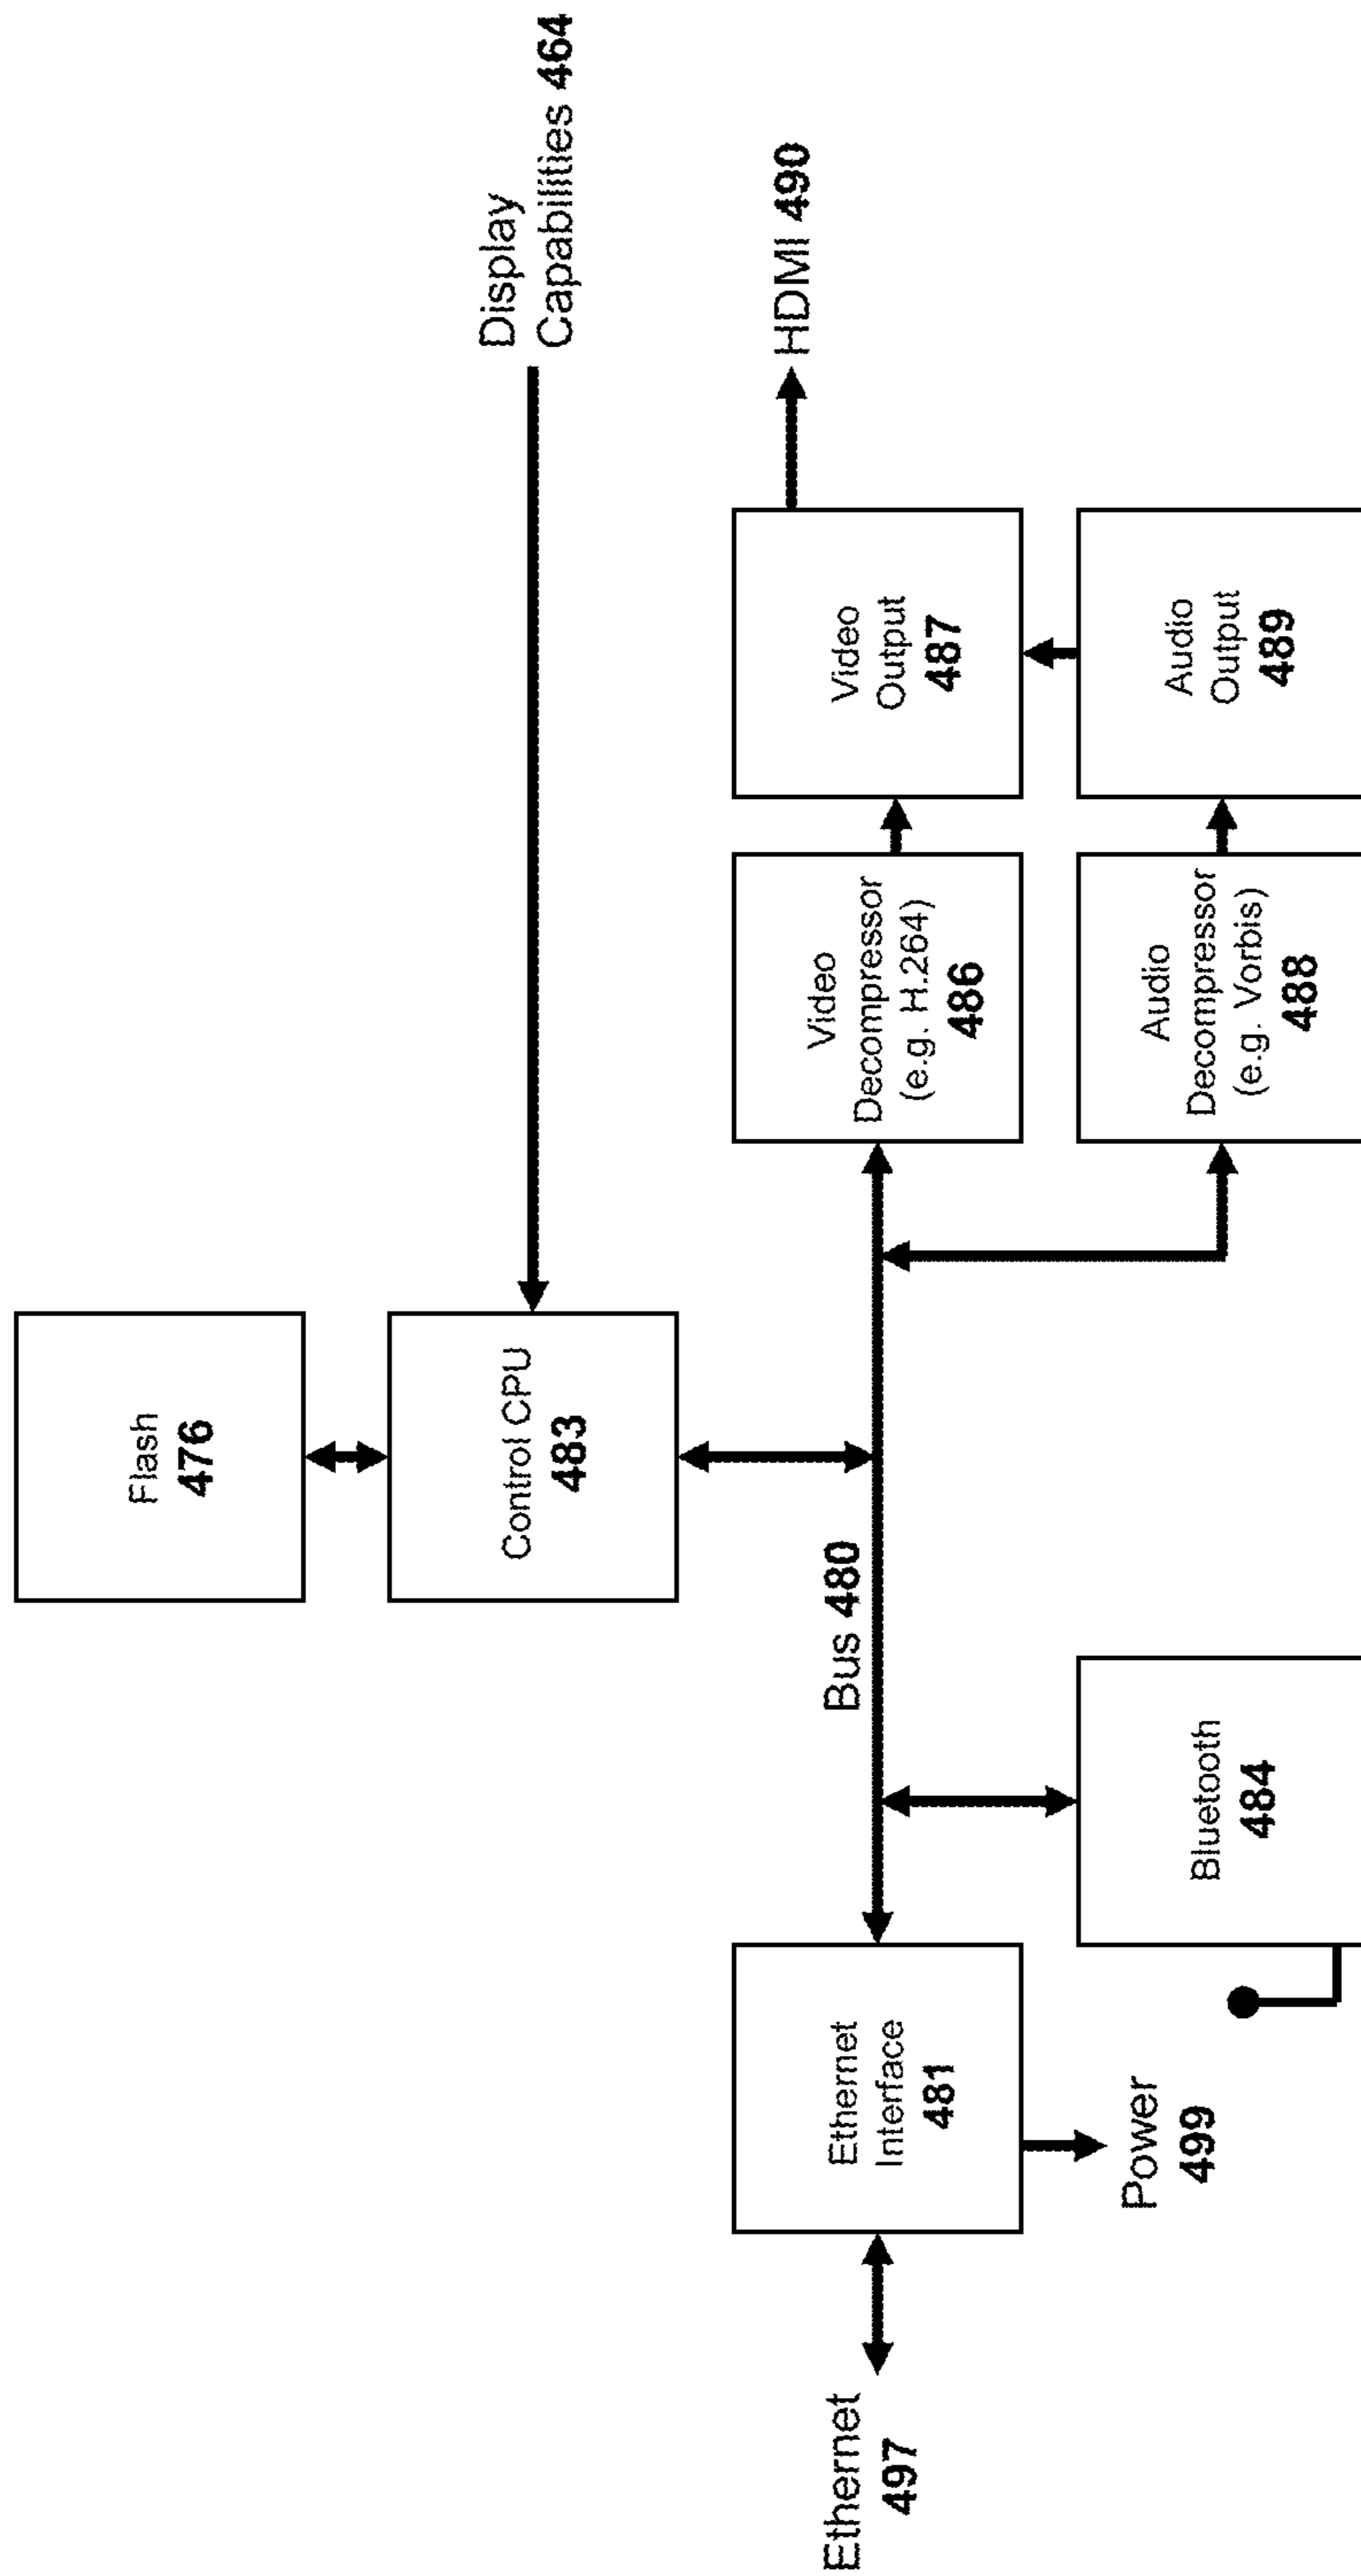 Flash
476
Display
Capabilities 464
Control CPU
483
Bus 480
HDMI 490
Ethernet
497
Ethernet
Interface
481
Video
Decompressor
(e.g. H.264)
486
Video
Output
487
Power
499
Bluetooth
484
Audio
Decompressor
(e.g. Vorbis)
488
Audio
Output
489